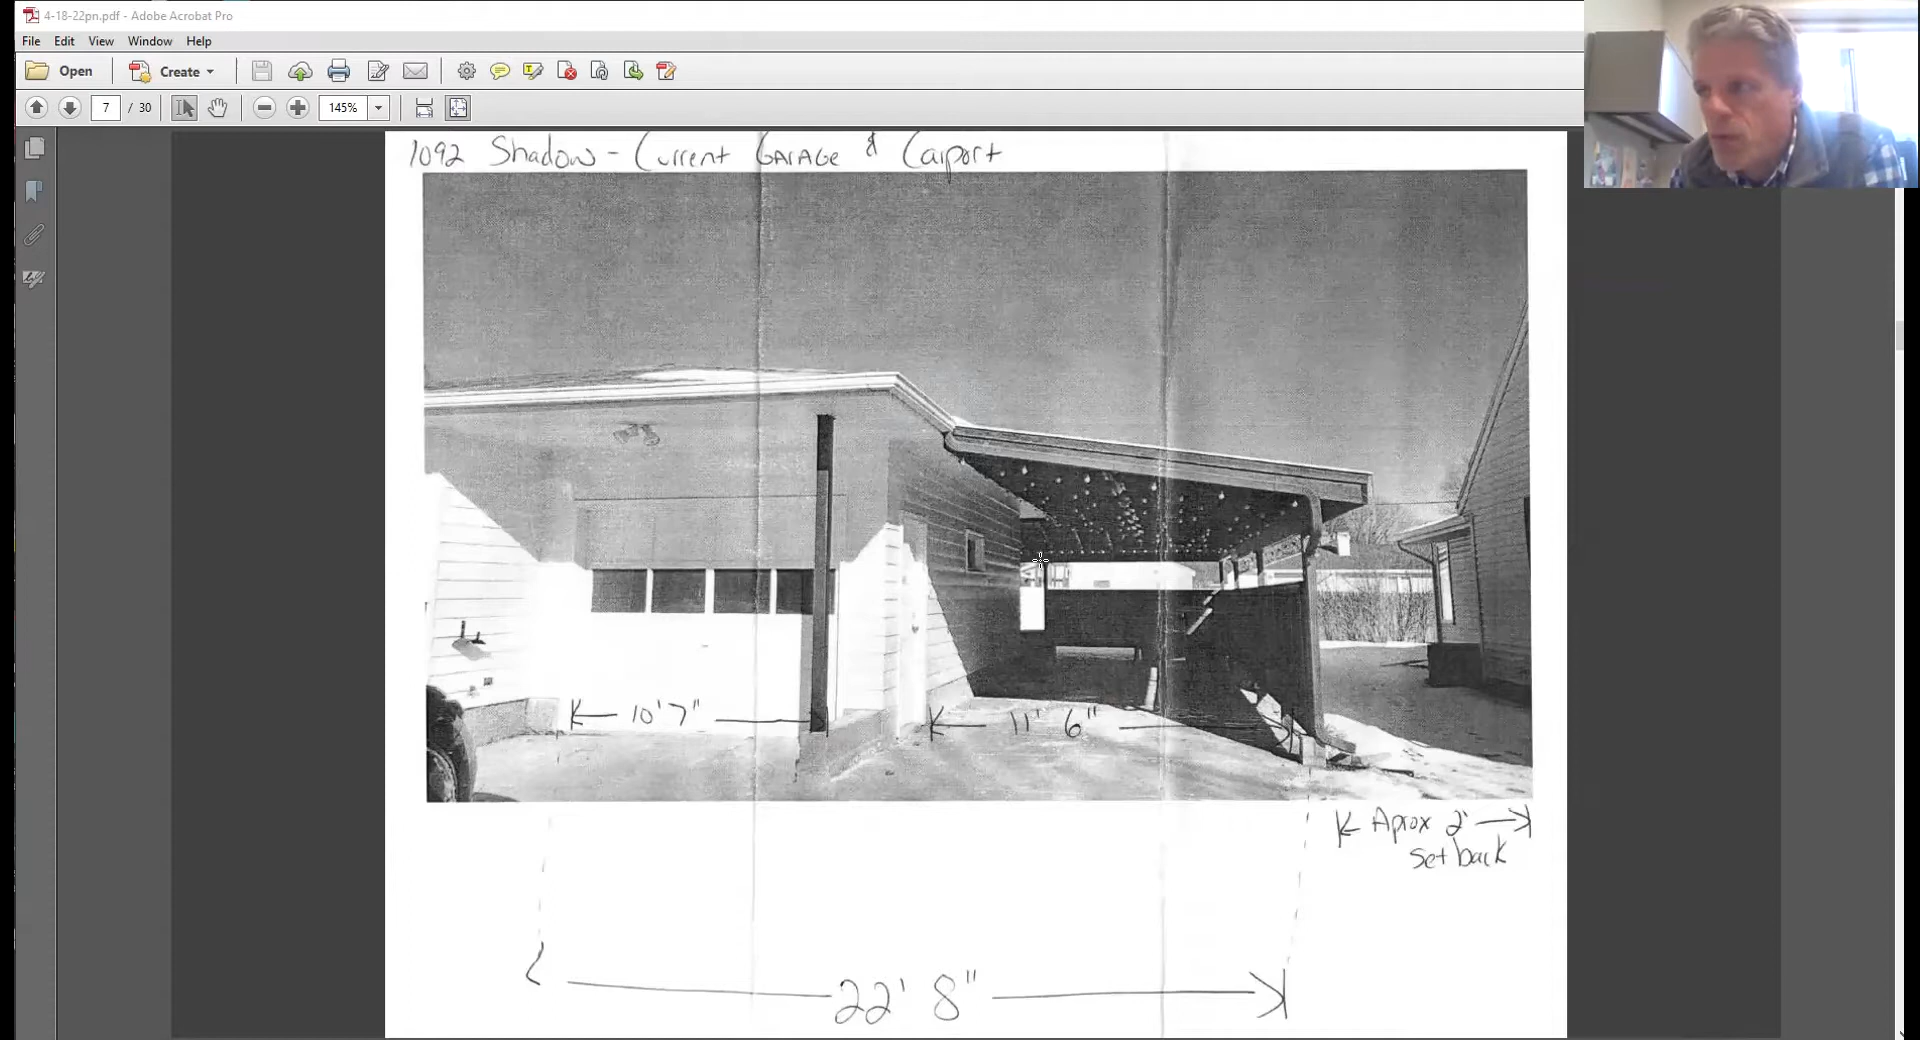 4-18-22pn.pdf - Adobe Acrobat Pro
File Edit View Window Help
Open Create
7 / 30 145%
1092 Shadow - Current GARAGE & Carport
10' 7"
11' 6"
Aprox 2'
Set back
22' 8"